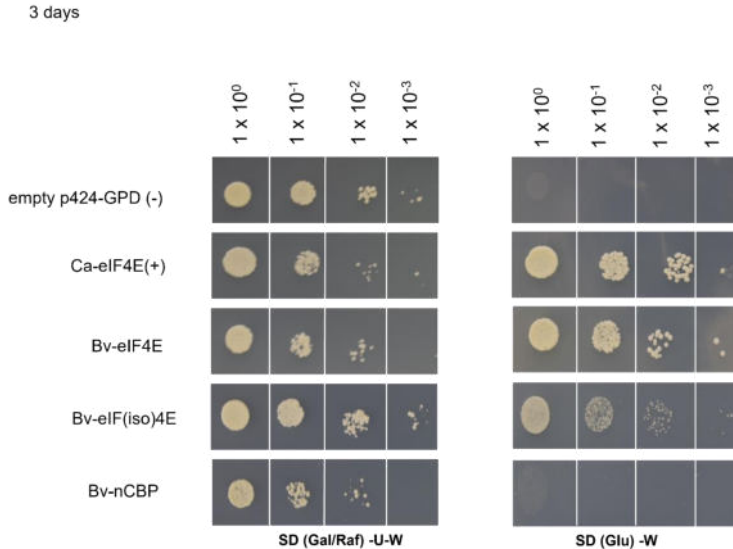 3 days
1 x 10⁰ 1 x 10⁻¹ 1 x 10⁻² 1 x 10⁻³ 1 x 10⁰ 1 x 10⁻¹ 1 x 10⁻² 1 x 10⁻³
empty p424-GPD (-)
Ca-eIF4E(+)
Bv-eIF4E
Bv-eIF(iso)4E
Bv-nCBP
SD (Gal/Raf) -U-W SD (Glu) -W